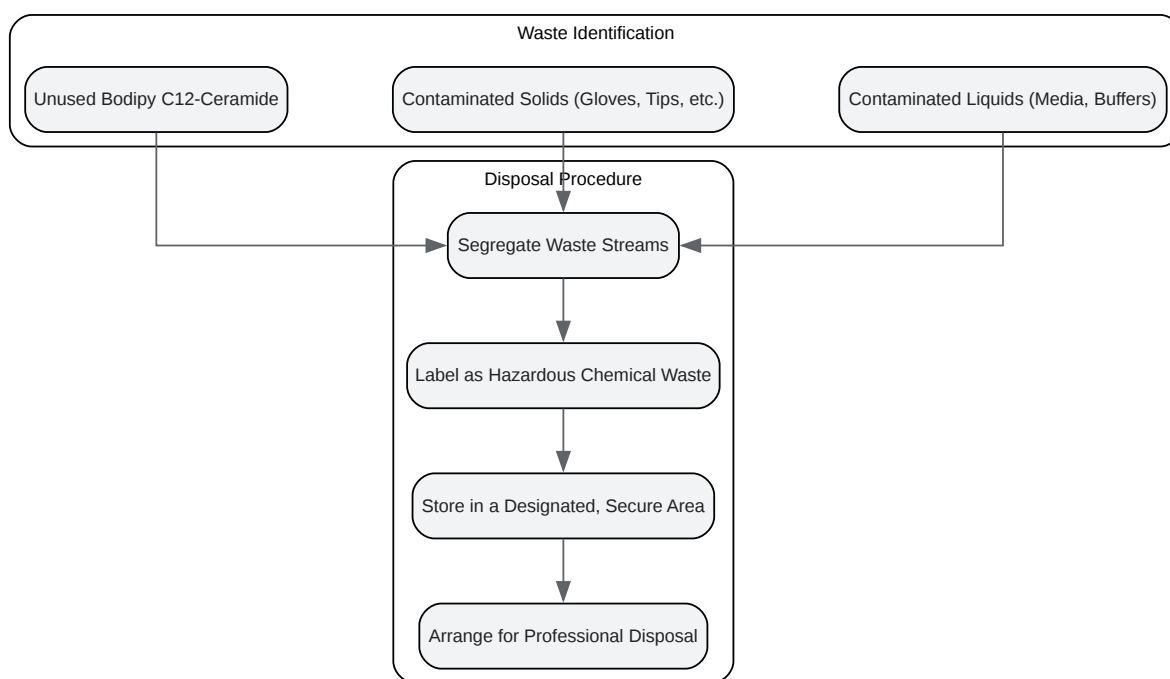 Waste Identification
Unused Bodipy C12-Ceramide
Contaminated Solids (Gloves, Tips, etc.)
Contaminated Liquids (Media, Buffers)
Disposal Procedure
Segregate Waste Streams
Label as Hazardous Chemical Waste
Store in a Designated, Secure Area
Arrange for Professional Disposal